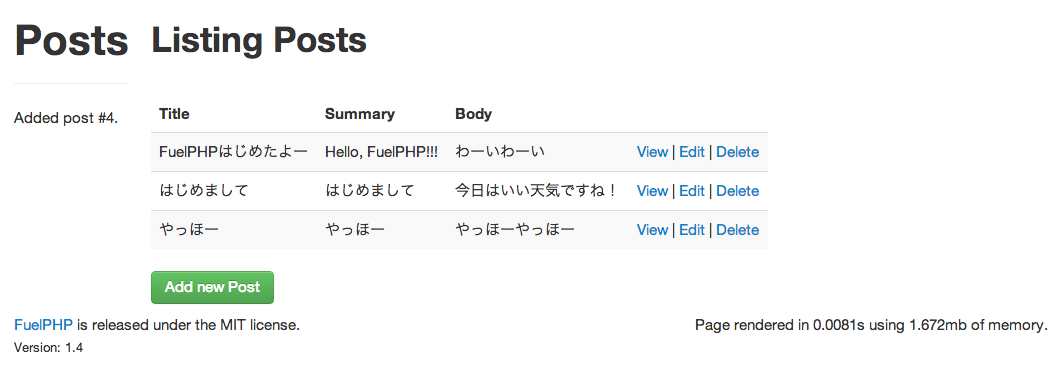 Posts Listing Posts
Added post #4.
Title Summary Body
FuelPHPはじめたよー Hello, FuelPHP!!! わーいわーい View | Edit | Delete
はじめまして はじめまして 今日はいい天気ですね！ View | Edit | Delete
やっほー やっほー やっほーやっほー View | Edit | Delete
Add new Post
FuelPHP is released under the MIT license. Page rendered in 0.0081s using 1.672mb of memory.
Version: 1.4